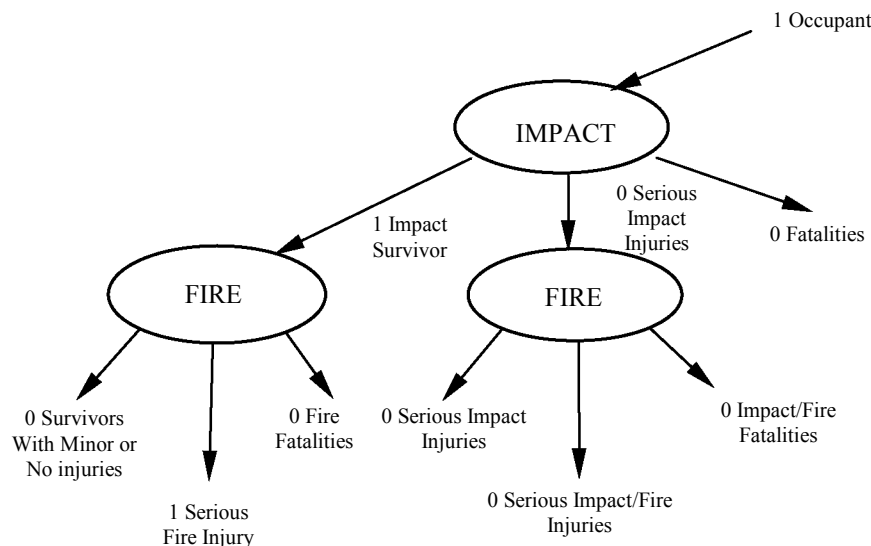 1 Occupant
IMPACT
1 Impact
Survivor
0 Serious
Impact
Injuries
0 Fatalities
FIRE
FIRE
0 Survivors
With Minor or
No injuries
0 Fire
Fatalities
0 Serious Impact
Injuries
0 Impact/Fire
Fatalities
1 Serious
Fire Injury
0 Serious Impact/Fire
Injuries